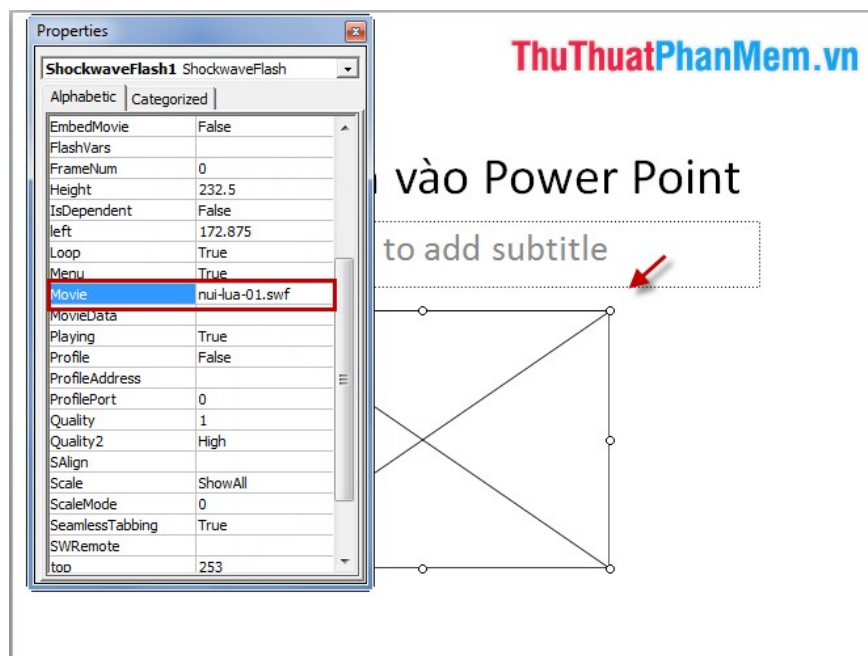 Properties
ThuThuatPhanMem.vn
ShockwaveFlash1 ShockwaveFlash
Alphabetic Categorized
EmbedMovie False
FlashVars
FrameNum 0
vào Power Point
Height 232.5
IsDependent False
left 172.875
to add subtitle
Loop True
Menu True
Movie nui-lua-01.swf
MovieData
Playing True
Profile False
ProfileAddress
ProfilePort 0
Quality 1
Quality2 High
SAlign
Scale ShowAll
ScaleMode 0
SeamlessTabbing True
SWRemote
top 253